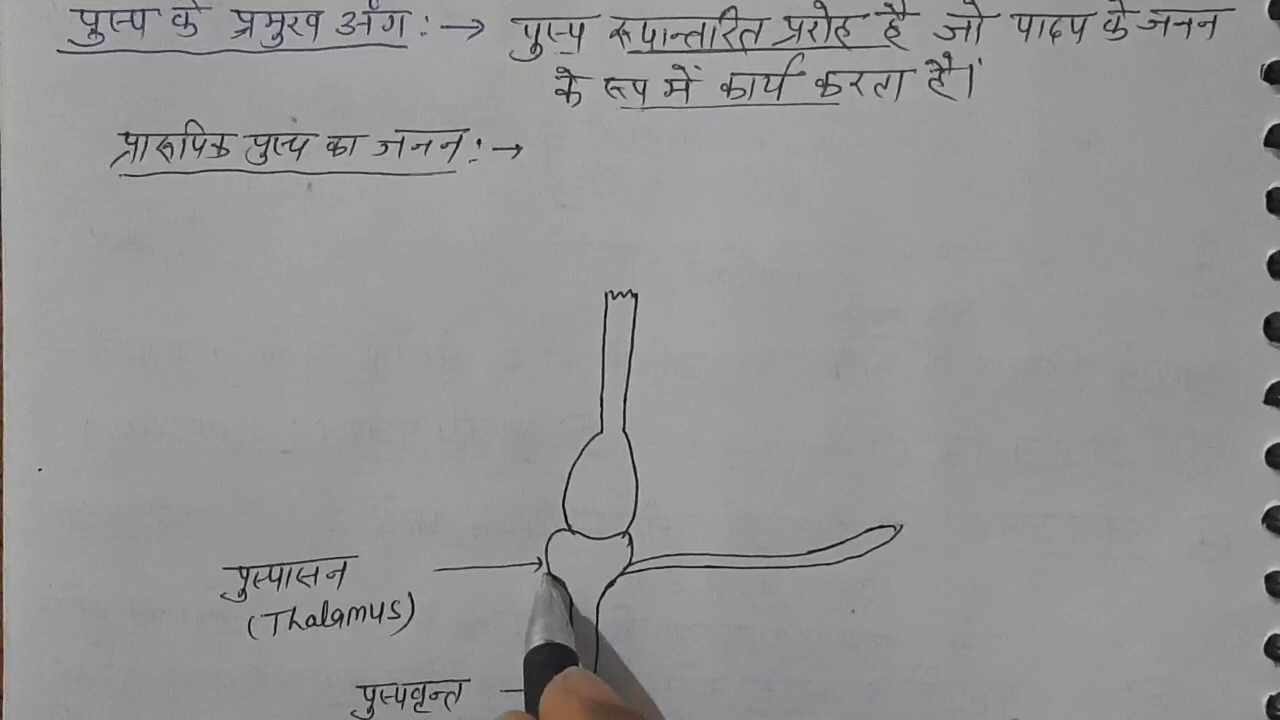 पुष्प के प्रमुख अंग :→ पुष्प रूपान्तरित प्ररोह है जो पादप के जनन
के रूप में कार्य करता है।
प्रारूपिक पुष्प का जनन :→
पुष्पासन
(Thalamus)
पुष्पवृन्त